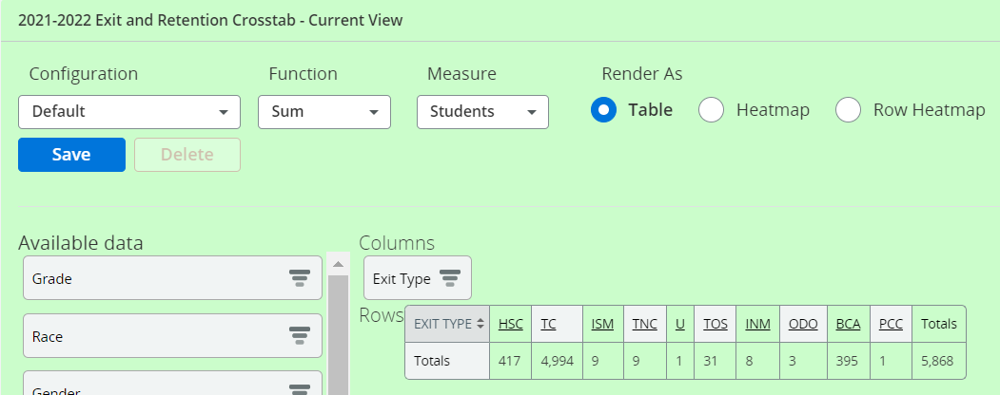 2021-2022 Exit and Retention Crosstab - Current View
Configuration Function Measure Render As
Default Sum Students Table Heatmap Row Heatmap
Save Delete
Available data Columns
Grade Exit Type
Rows
EXIT TYPE HSC TC ISM TNC U TOS INM ODO BCA PCC Totals
Totals 417 4,994 9 9 1 31 8 3 395 1 5,868
Race
Gender